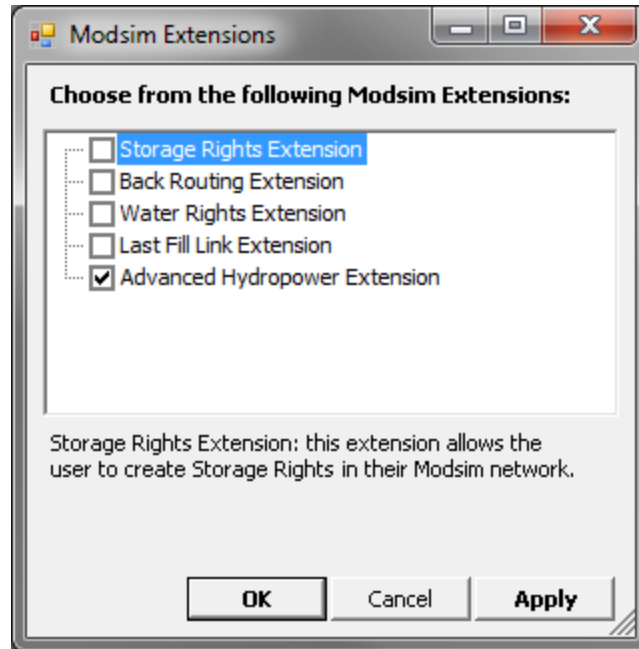 Modsim Extensions
Choose from the following Modsim Extensions:
Storage Rights Extension
Back Routing Extension
Water Rights Extension
Last Fill Link Extension
Advanced Hydropower Extension
Storage Rights Extension: this extension allows the
user to create Storage Rights in their Modsim network.
OK Cancel Apply